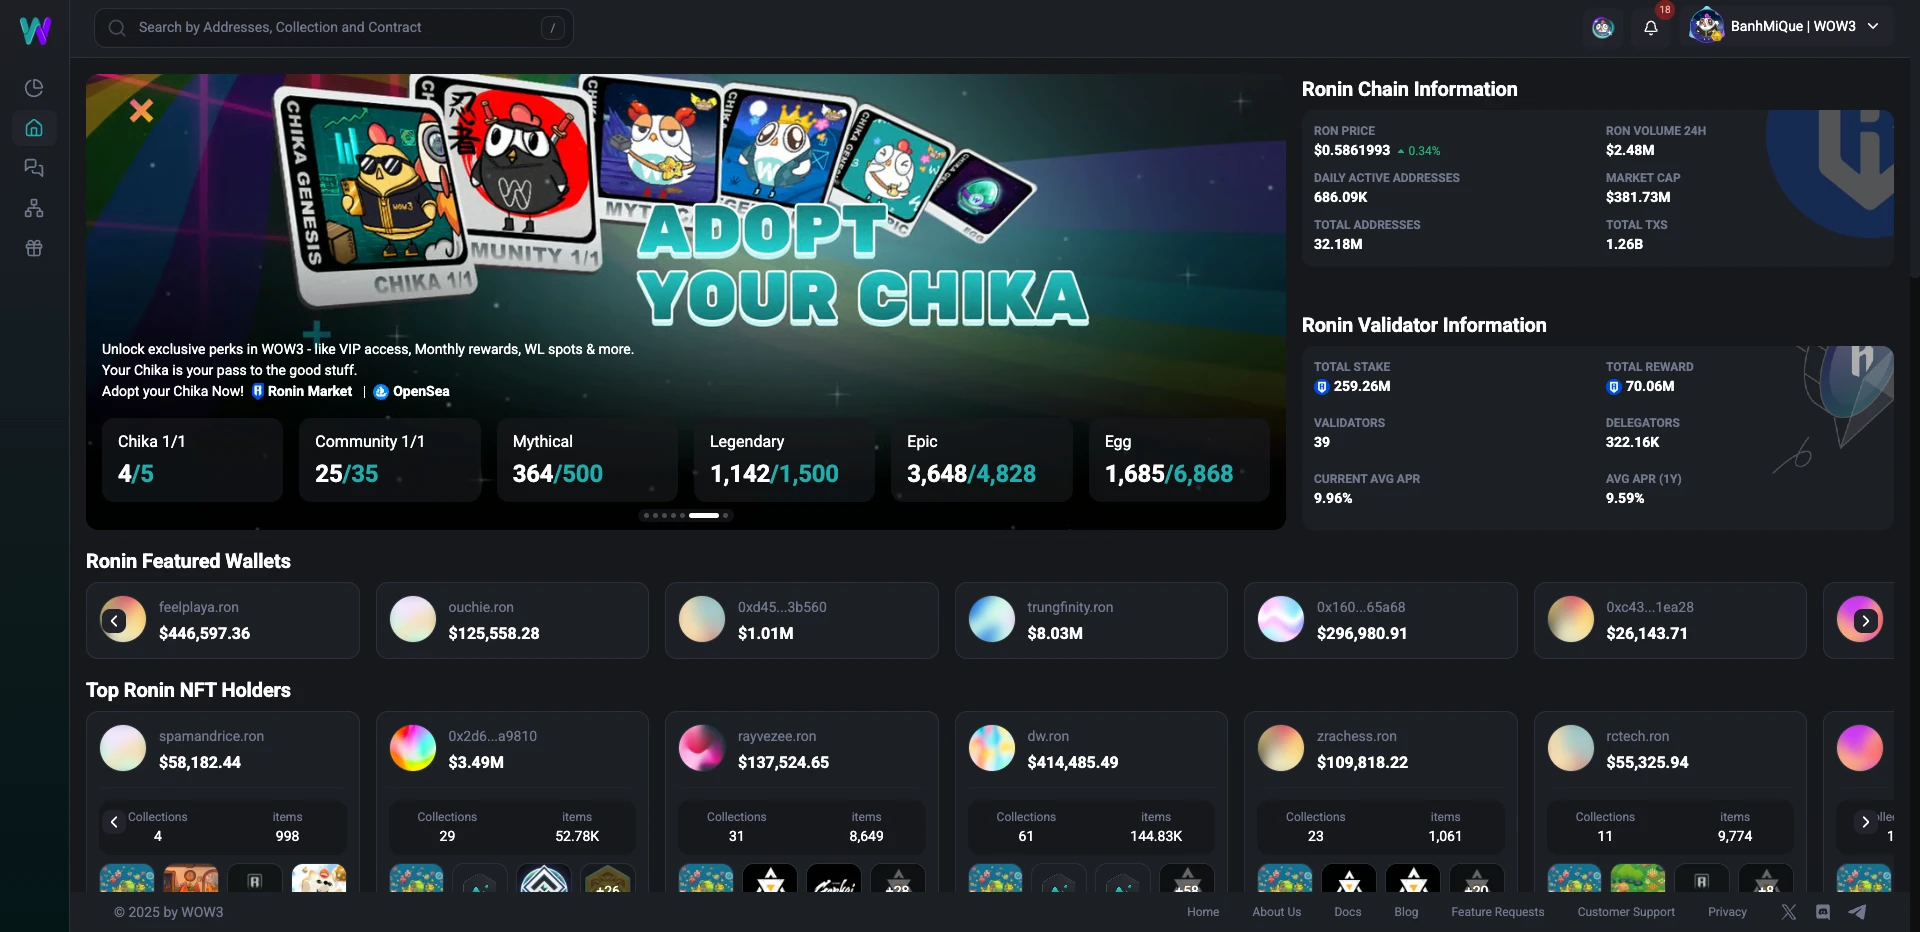 Search by Addresses, Collection and Contract
/
18
BanhMiQue | WOW3
CHIKA GENESIS
CHIKA 1/1
忍者
MUNITY 1/1
ADOPT
YOUR CHIKA
EGG
Unlock exclusive perks in WOW3 - like VIP access, Monthly rewards, WL spots & more.
Your Chika is your pass to the good stuff.
Adopt your Chika Now! Ronin Market | OpenSea
Chika 1/1
4/5
Community 1/1
25/35
Mythical
364/500
Legendary
1,142/1,500
Epic
3,648/4,828
Egg
1,685/6,868
Ronin Chain Information
RON PRICE
$0.5861993 0.34%
RON VOLUME 24H
$2.48M
DAILY ACTIVE ADDRESSES
686.09K
MARKET CAP
$381.73M
TOTAL ADDRESSES
32.18M
TOTAL TXS
1.26B
Ronin Validator Information
TOTAL STAKE
259.26M
TOTAL REWARD
70.06M
VALIDATORS
39
DELEGATORS
322.16K
CURRENT AVG APR
9.96%
AVG APR (1Y)
9.59%
Ronin Featured Wallets
feelplaya.ron
$446,597.36
ouchie.ron
$125,558.28
0xd45...3b560
$1.01M
trungfinity.ron
$8.03M
0x160...65a68
$296,980.91
0xc43...1ea28
$26,143.71
Top Ronin NFT Holders
spamandrice.ron
$58,182.44
Collections
4
items
998
0x2d6...a9810
$3.49M
Collections
29
items
52.78K
+26
rayvezee.ron
$137,524.65
Collections
31
items
8,649
+28
dw.ron
$414,485.49
Collections
61
items
144.83K
+58
zrachess.ron
$109,818.22
Collections
23
items
1,061
+20
rctech.ron
$55,325.94
Collections
11
items
9,774
+8
© 2025 by WOW3
Home
About Us
Docs
Blog
Feature Requests
Customer Support
Privacy